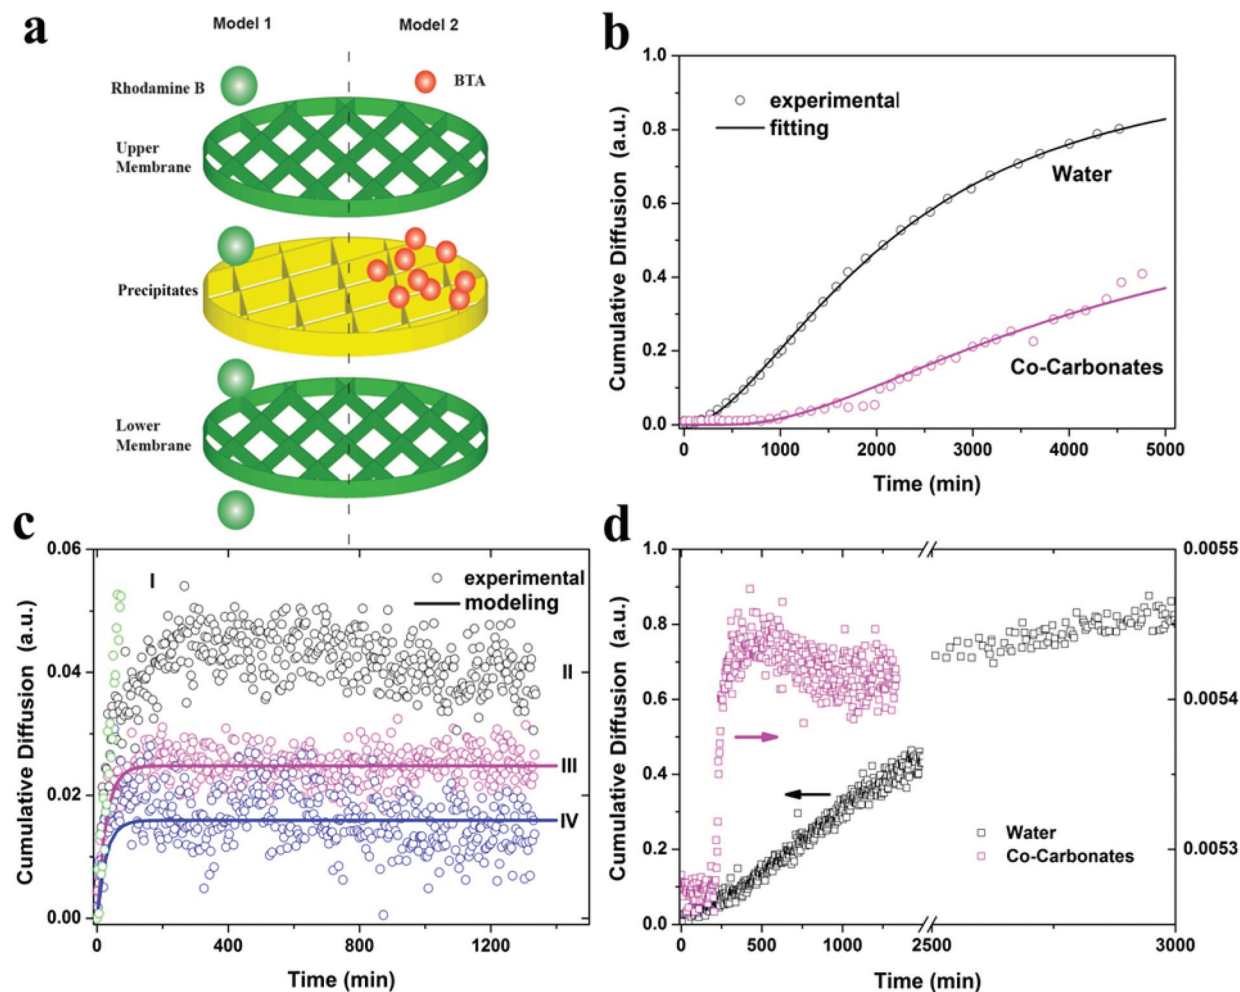 a
Model 1
Model 2
Rhodamine B
BTA
Upper
Membrane
Precipitates
Lower
Membrane
b
1.0
0.8
0.6
0.4
0.2
0.0
Cumulative Diffusion (a.u.)
experimental
fitting
Water
Co-Carbonates
0
1000
2000
3000
4000
5000
Time (min)
c
0.06
0.04
0.02
0.00
Cumulative Diffusion (a.u.)
I
experimental
modeling
II
III
IV
0
400
800
1200
Time (min)
d
1.0
0.8
0.6
0.4
0.2
0.0
Cumulative Diffusion (a.u.)
0.0055
0.0054
0.0053
Water
Co-Carbonates
0
500
1000
2500
3000
Time (min)